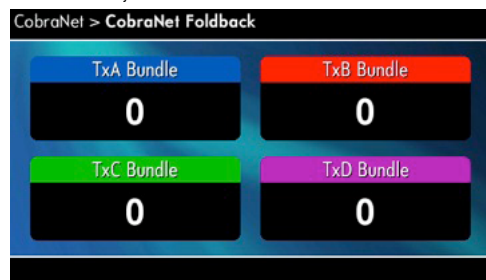 CobraNet > CobraNet Foldback
TxA Bundle
TxB Bundle
0
0
TxC Bundle
TxD Bundle
0
0